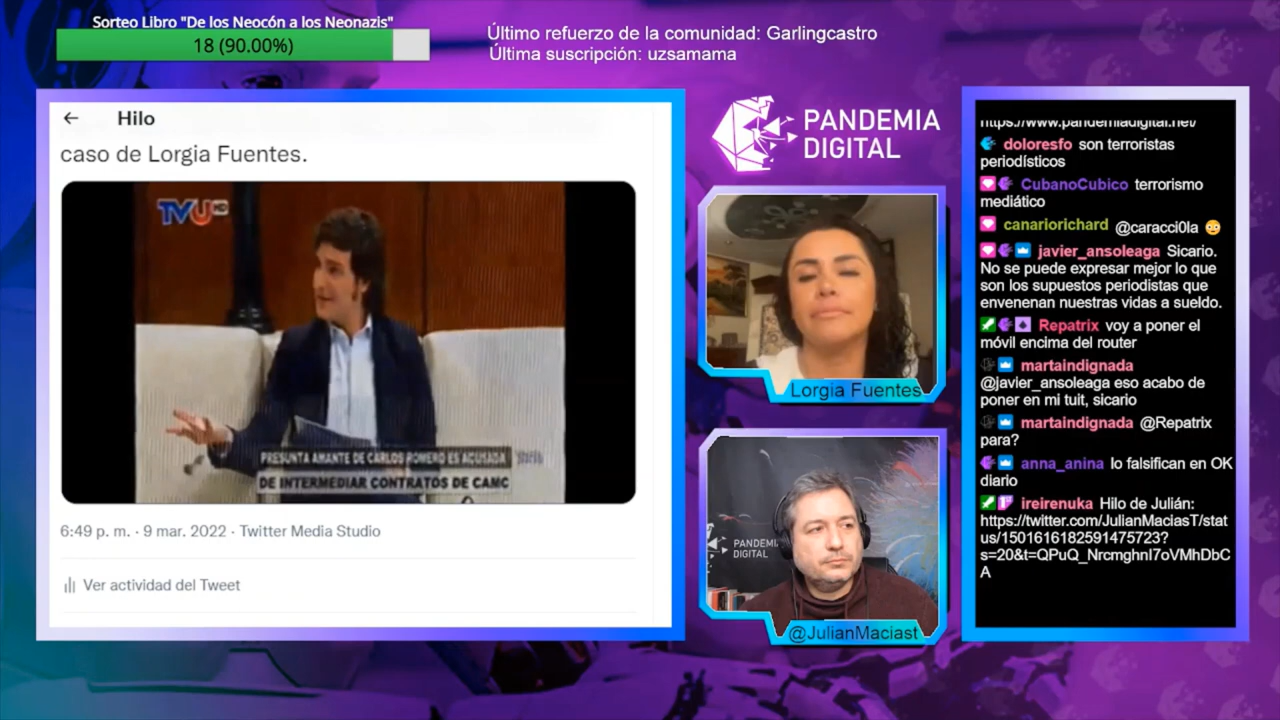 Sorteo Libro "De los Neocón a los Neonazis"
18 (90.00%)
Último refuerzo de la comunidad: Garlingcastro
Última suscripción: uzsamama
Hilo
caso de Lorgia Fuentes.
TVU HD
PRESUNTA AMANTE DE CARLOS ROMERO ES ACUSADA
DE INTERMEDIAR CONTRATOS DE CAMC
6:49 p. m. · 9 mar. 2022 · Twitter Media Studio
Ver actividad del Tweet
PANDEMIA
DIGITAL
Lorgia Fuentes
DIGITAL
@JulianMaciast
https://www.pandemiadigital.net/
doloresfo son terroristas
periodísticos
CubanoCubico terrorismo
mediático
canariorichard @caracci0la 😳
javier_ansoleaga Sicario.
No se puede expresar mejor lo que
son los supuestos periodistas que
envenenan nuestras vidas a sueldo.
Repatrix voy a poner el
móvil encima del router
martaindignada
@javier_ansoleaga eso acabo de
poner en mi tuit, sicario
martaindignada @Repatrix
para?
anna_anina lo falsifican en OK
diario
ireirenuka Hilo de Julián:
https://twitter.com/JulianMaciasT/stat
us/1501616182591475723?
s=20&t=QPuQ_NrcmghnI7oVMhDbC
A